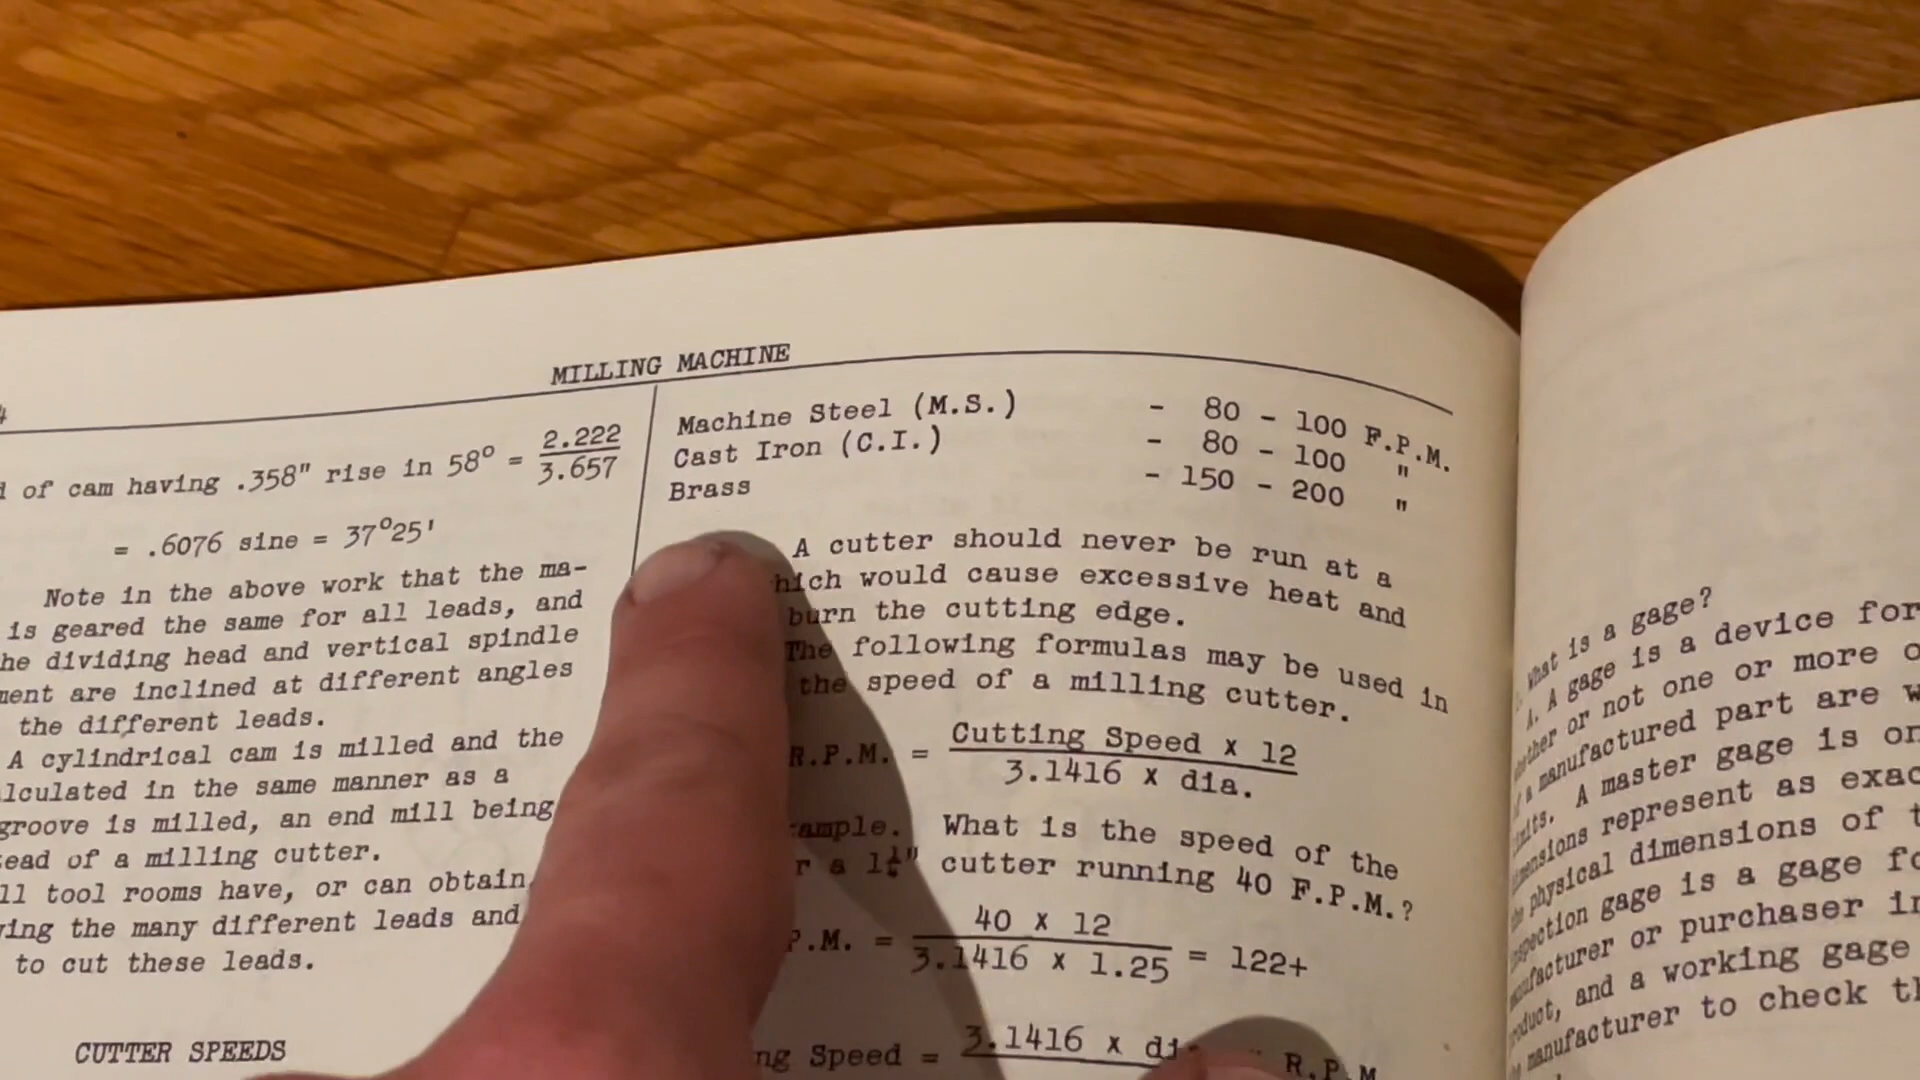 MILLING MACHINE
4
of cam having .358" rise in 58° = 2.222
3.657
= .6076 sine = 37°25'
Note in the above work that the ma-
is geared the same for all leads, and
he dividing head and vertical spindle
ment are inclined at different angles
the different leads.
A cylindrical cam is milled and the
lculated in the same manner as a
groove is milled, an end mill being
ead of a milling cutter.
ll tool rooms have, or can obtain,
ing the many different leads and
to cut these leads.
CUTTER SPEEDS
Machine Steel (M.S.) - 80 - 100 F.P.M.
Cast Iron (C.I.) - 80 - 100 "
Brass - 150 - 200 "
A cutter should never be run at a
hich would cause excessive heat and
burn the cutting edge.
The following formulas may be used in
the speed of a milling cutter.
R.P.M. = Cutting Speed x 12
3.1416 x dia.
ample. What is the speed of the
r a 1¼" cutter running 40 F.P.M.?
P.M. = 40 x 12
3.1416 x 1.25 = 122+
ng Speed = 3.1416 x di R.P.M
What is a gage?
A. A gage is a device for
ther or not one or more o
a manufactured part are w
imits. A master gage is on
mensions represent as exac
physical dimensions of t
spection gage is a gage fo
nufacturer or purchaser in
roduct, and a working gage
manufacturer to check th